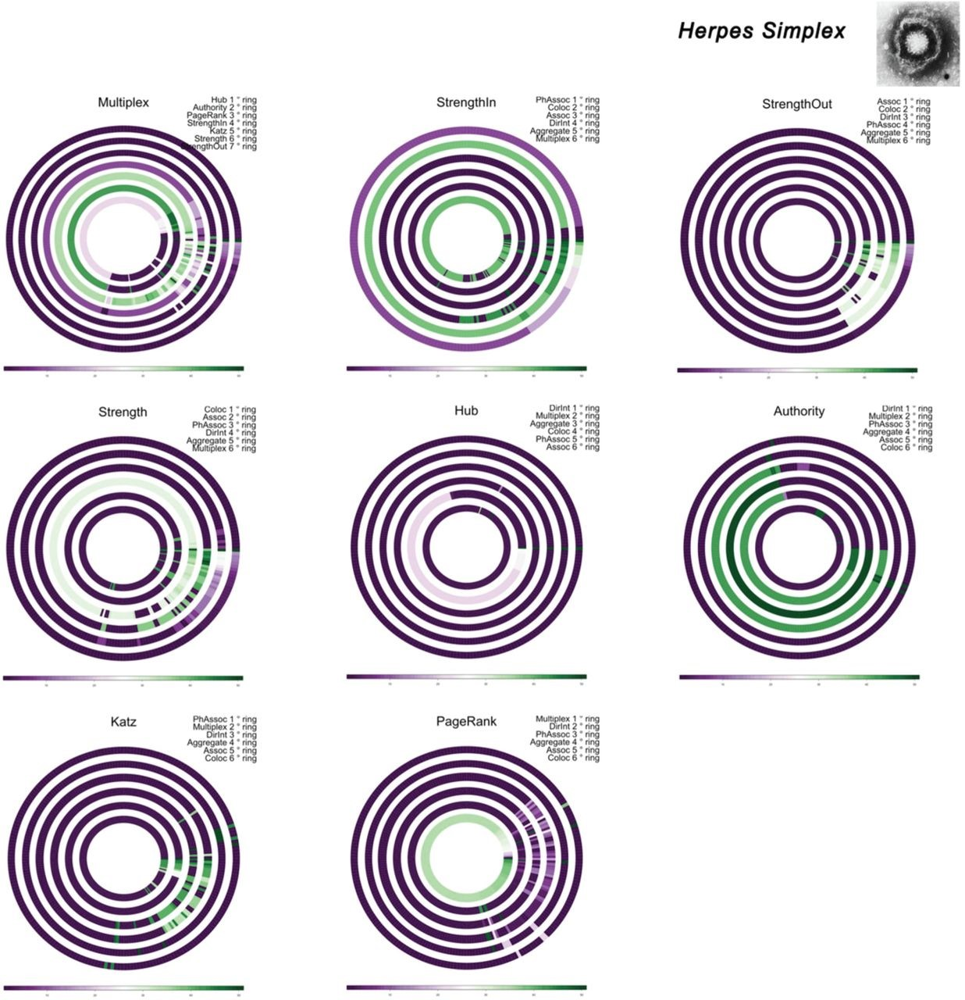 Herpes Simplex
Multiplex
Hub 1 ° ring
Authority 2 ° ring
PageRank 3 ° ring
StrengthIn 4 ° ring
Katz 5 ° ring
Strength 6 ° ring
StrengthOut 7 ° ring
StrengthIn
PhAssoc 1 ° ring
Coloc 2 ° ring
Assoc 3 ° ring
DirInt 4 ° ring
Aggregate 5 ° ring
Multiplex 6 ° ring
StrengthOut
Assoc 1 ° ring
Coloc 2 ° ring
DirInt 3 ° ring
PhAssoc 4 ° ring
Aggregate 5 ° ring
Multiplex 6 ° ring
Strength
Coloc 1 ° ring
Assoc 2 ° ring
PhAssoc 3 ° ring
DirInt 4 ° ring
Aggregate 5 ° ring
Multiplex 6 ° ring
Hub
DirInt 1 ° ring
Multiplex 2 ° ring
Aggregate 3 ° ring
Coloc 4 ° ring
PhAssoc 5 ° ring
Assoc 6 ° ring
Authority
DirInt 1 ° ring
Multiplex 2 ° ring
PhAssoc 3 ° ring
Aggregate 4 ° ring
Assoc 5 ° ring
Coloc 6 ° ring
Katz
PhAssoc 1 ° ring
Multiplex 2 ° ring
DirInt 3 ° ring
Aggregate 4 ° ring
Assoc 5 ° ring
Coloc 6 ° ring
PageRank
Multiplex 1 ° ring
DirInt 2 ° ring
PhAssoc 3 ° ring
Aggregate 4 ° ring
Assoc 5 ° ring
Coloc 6 ° ring